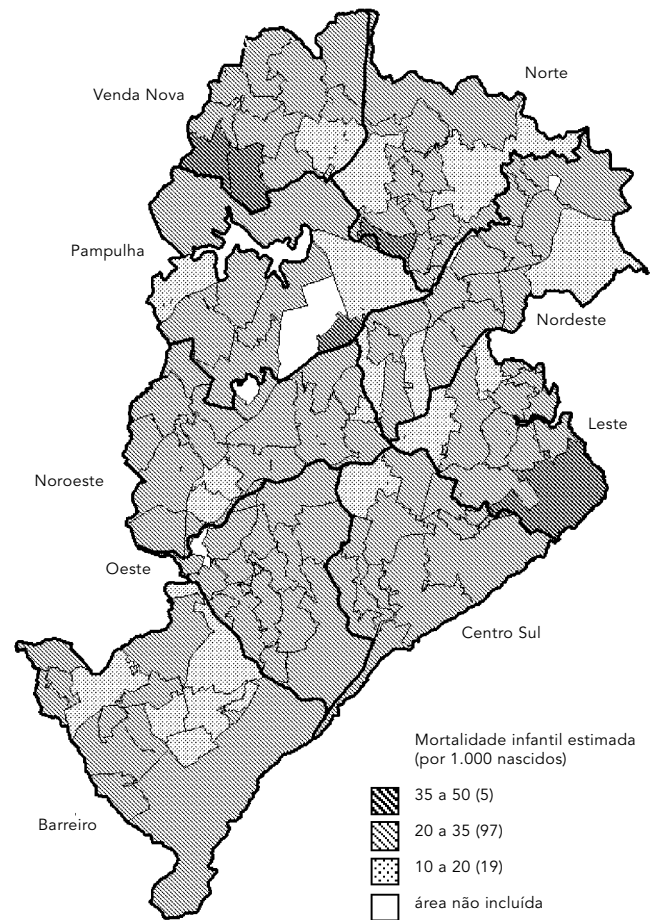 Norte
Venda Nova
Pampulha
Nordeste
Leste
Noroeste
Oeste
Centro Sul
Barreiro
Mortalidade infantil estimada
(por 1.000 nascidos)
35 a 50 (5)
20 a 35 (97)
10 a 20 (19)
área não incluída